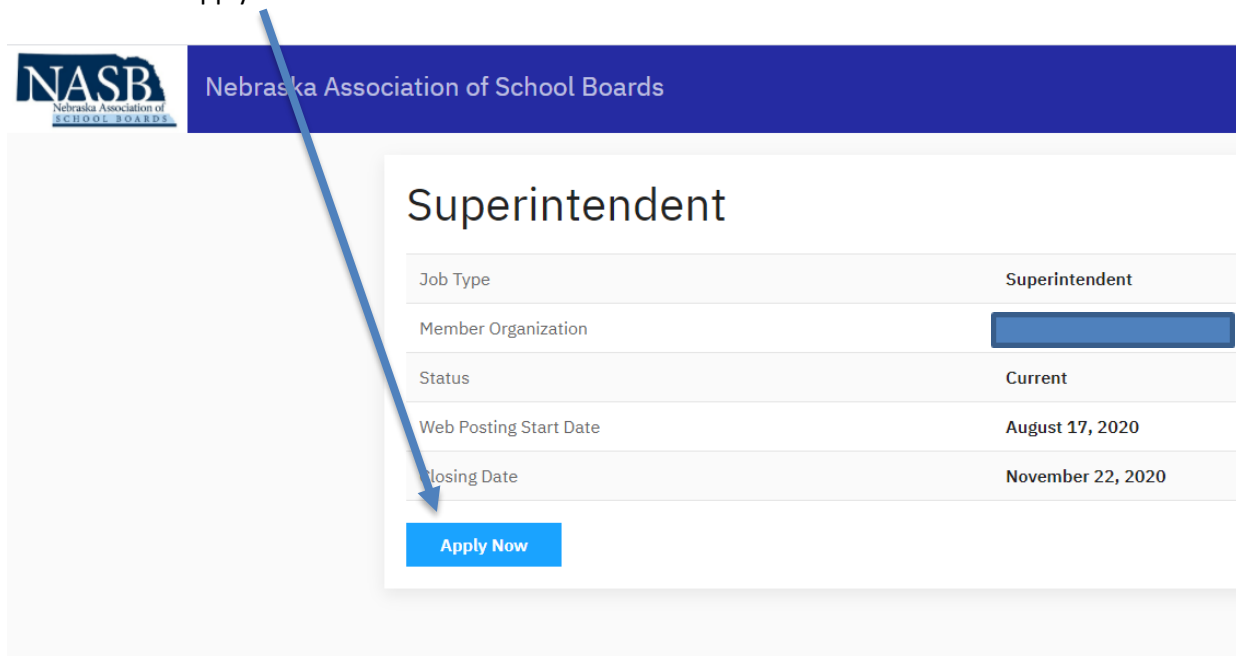 NASB
Nebraska Association of
SCHOOL BOARDS
Nebraska Association of School Boards
Superintendent
Job Type Superintendent
Member Organization
Status Current
Web Posting Start Date August 17, 2020
Closing Date November 22, 2020
Apply Now